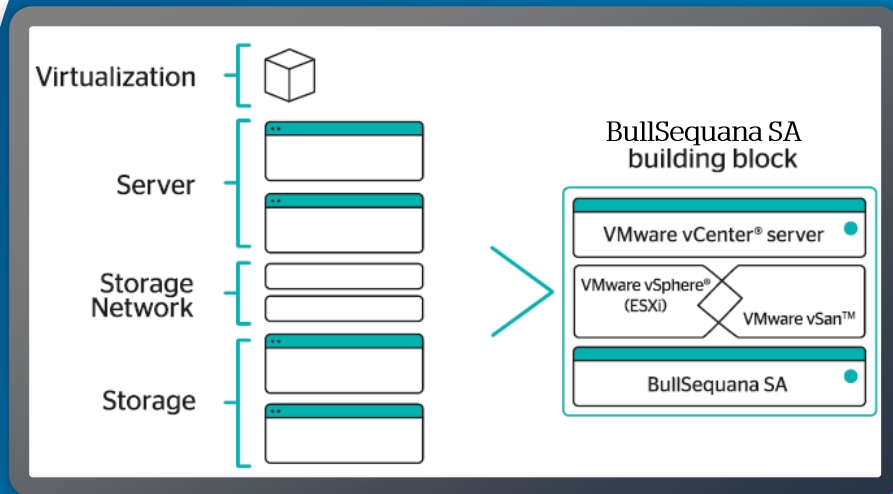 Virtualization
Server
Storage
Network
Storage
BullSequana SA
building block
VMware vCenter® server
VMware vSphere®
(ESXi)
VMware vSan™
BullSequana SA